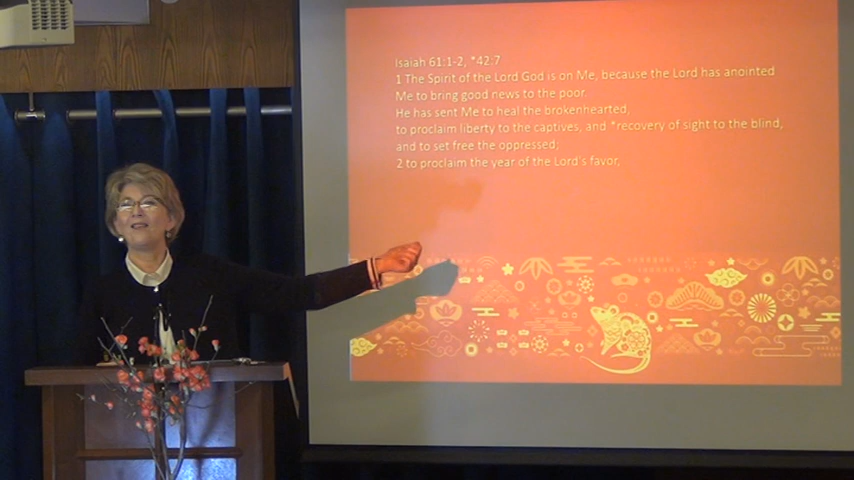 Isaiah 61:1-2, *42:7
1 The Spirit of the Lord God is on Me, because the Lord has anointed
Me to bring good news to the poor.
He has sent Me to heal the brokenhearted,
to proclaim liberty to the captives, and *recovery of sight to the blind,
and to set free the oppressed;
2 to proclaim the year of the Lord's favor,